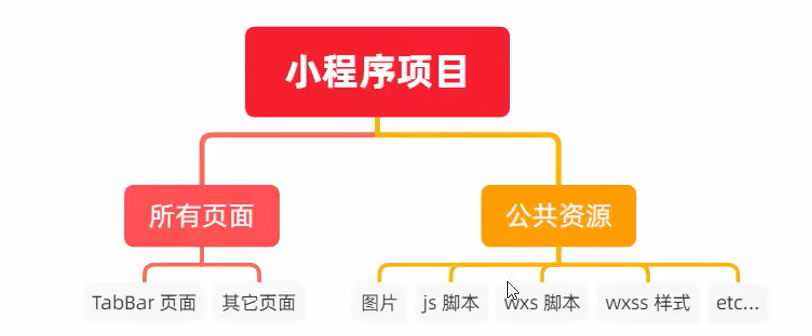 小程序项目
所有页面
公共资源
TabBar 页面
其它页面
图片
js 脚本
wxs 脚本
wxss 样式
etc...